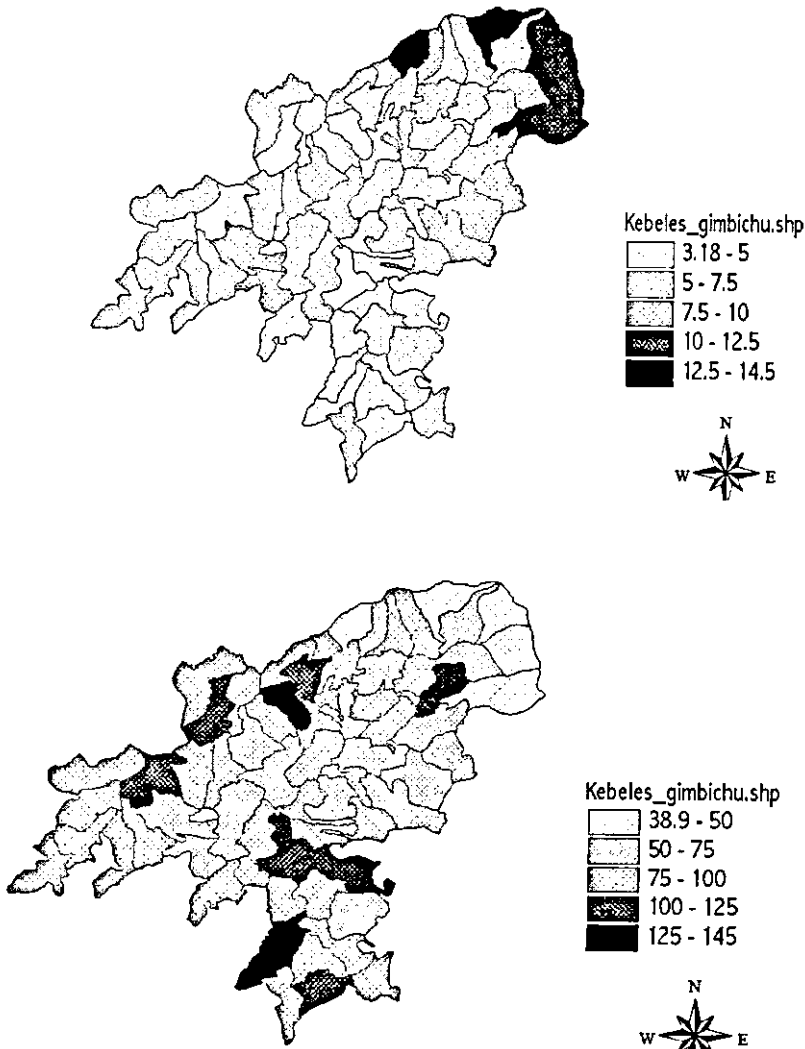 Kebeles_gimbichu.shp
3.18 - 5
5 - 7.5
7.5 - 10
10 - 12.5
12.5 - 14.5
N
W E
Kebeles_gimbichu.shp
38.9 - 50
50 - 75
75 - 100
100 - 125
125 - 145
N
W E